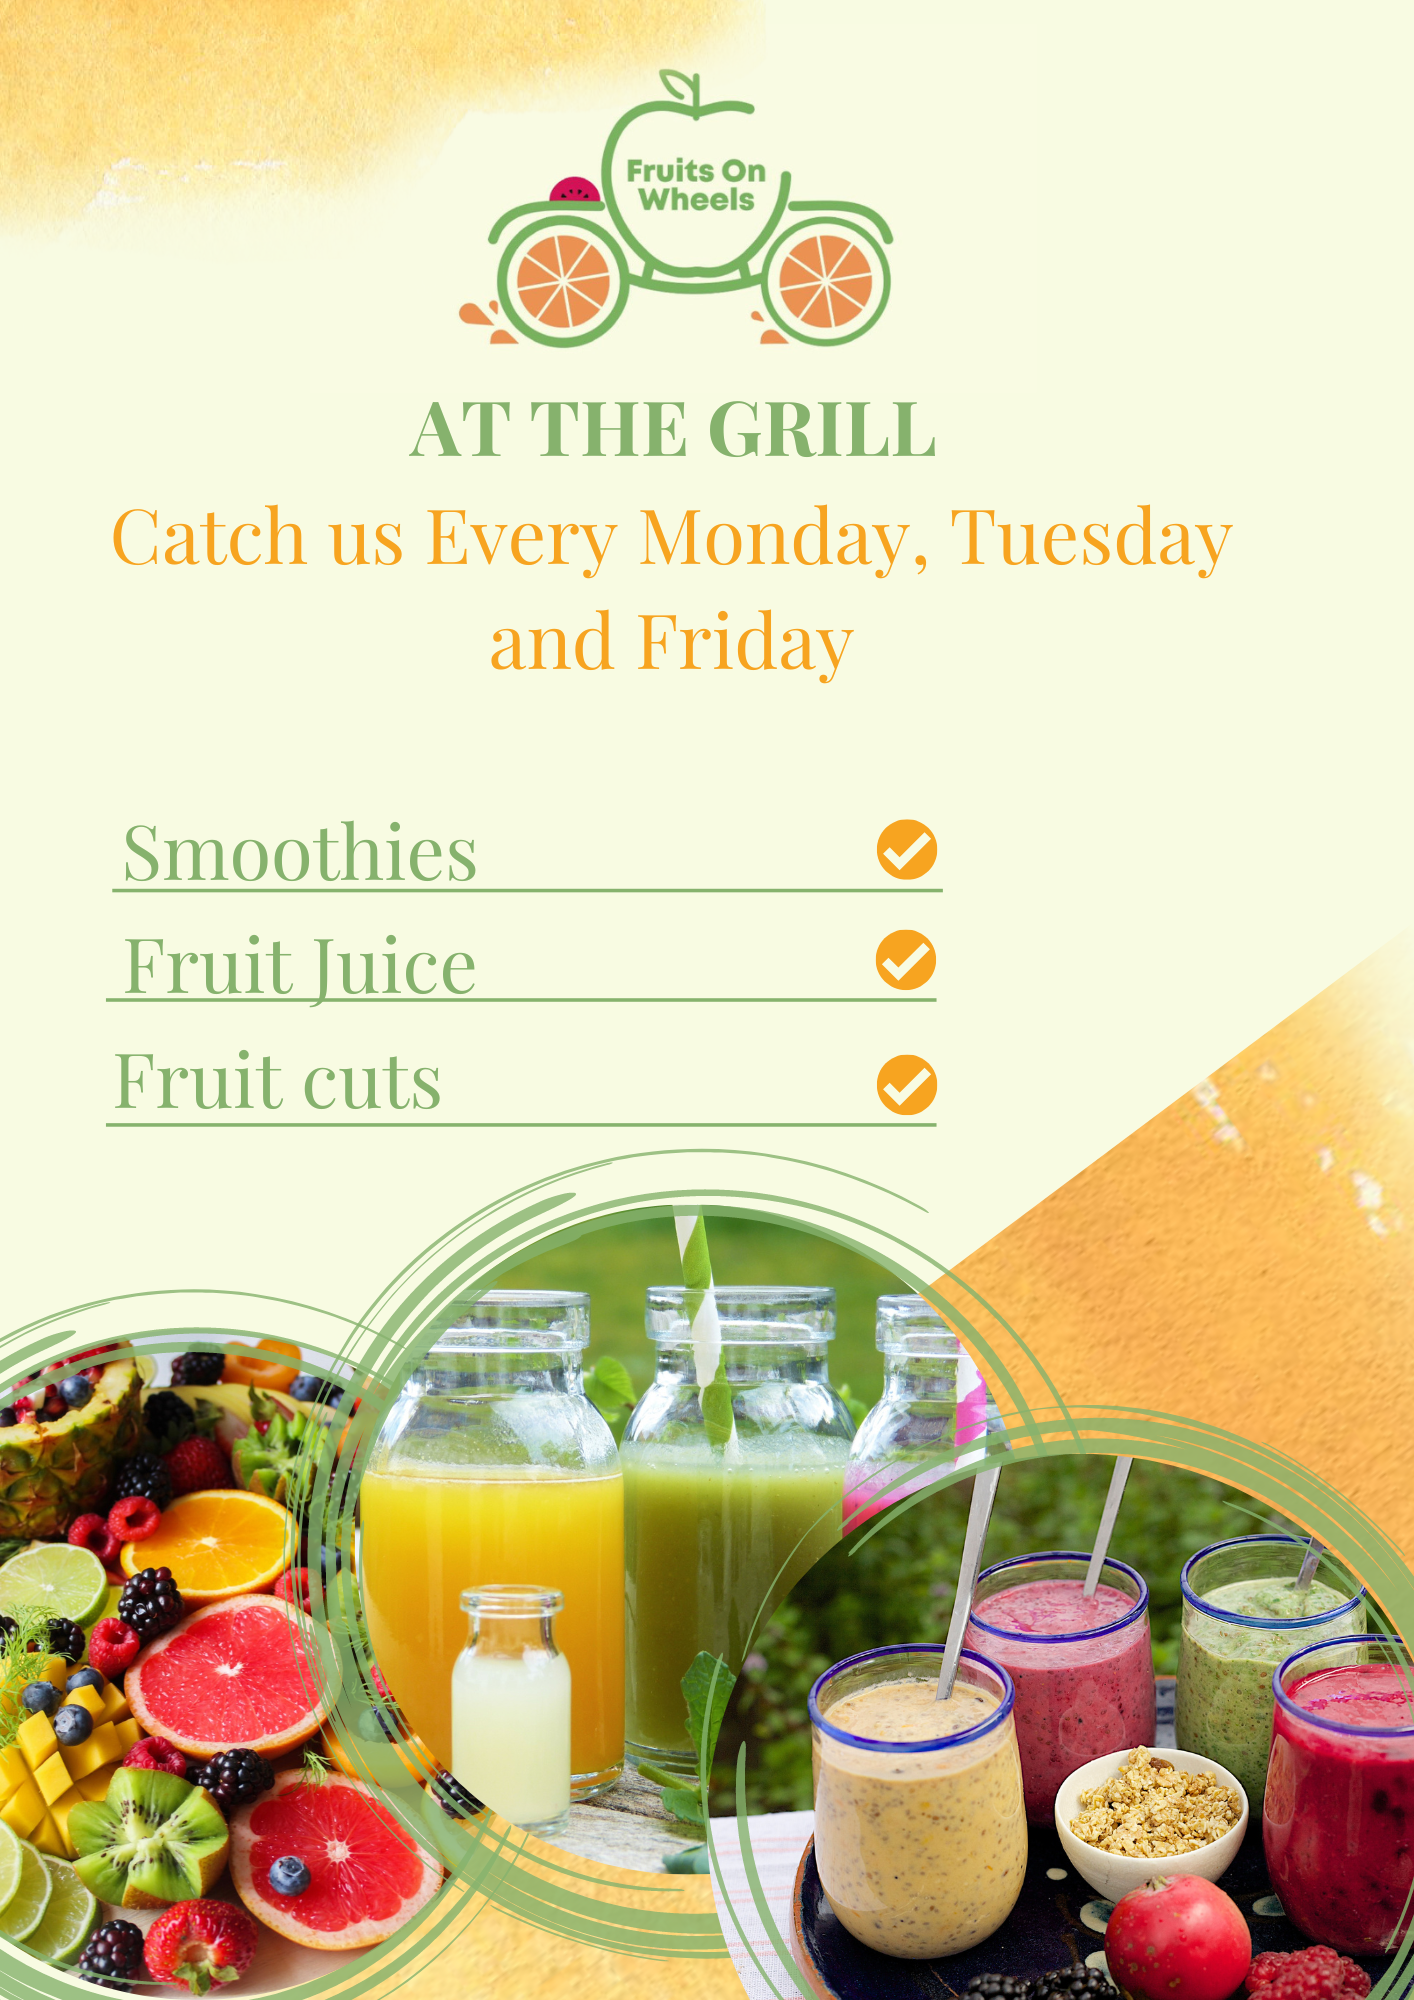 Fruits On
Wheels
AT THE GRILL
Catch us Every Monday, Tuesday
and Friday
Smoothies
Fruit Juice
Fruit cuts